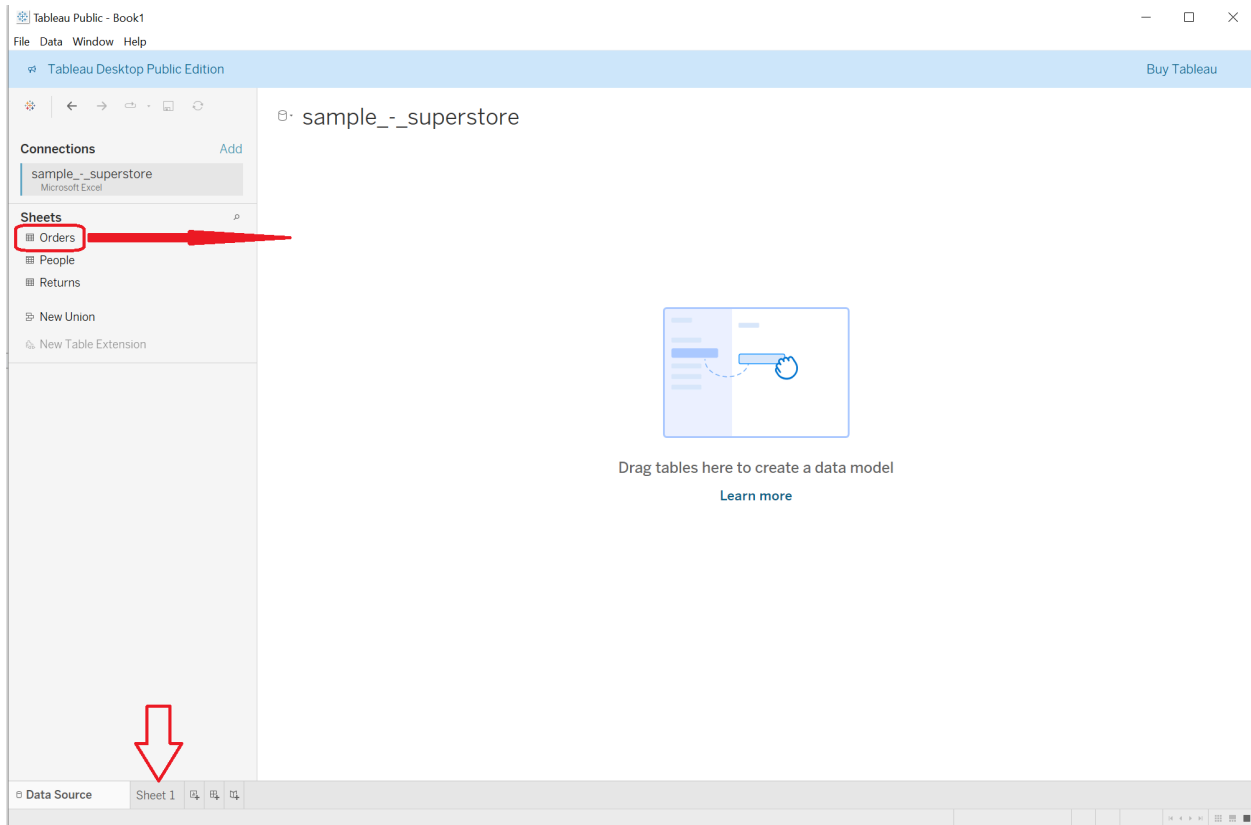 Tableau Public - Book1
File Data Window Help
Tableau Desktop Public Edition
Buy Tableau
sample_-_superstore
Connections
Add
sample_-_superstore
Microsoft Excel
Sheets
Orders
People
Returns
New Union
New Table Extension
Drag tables here to create a data model
Learn more
Data Source
Sheet 1